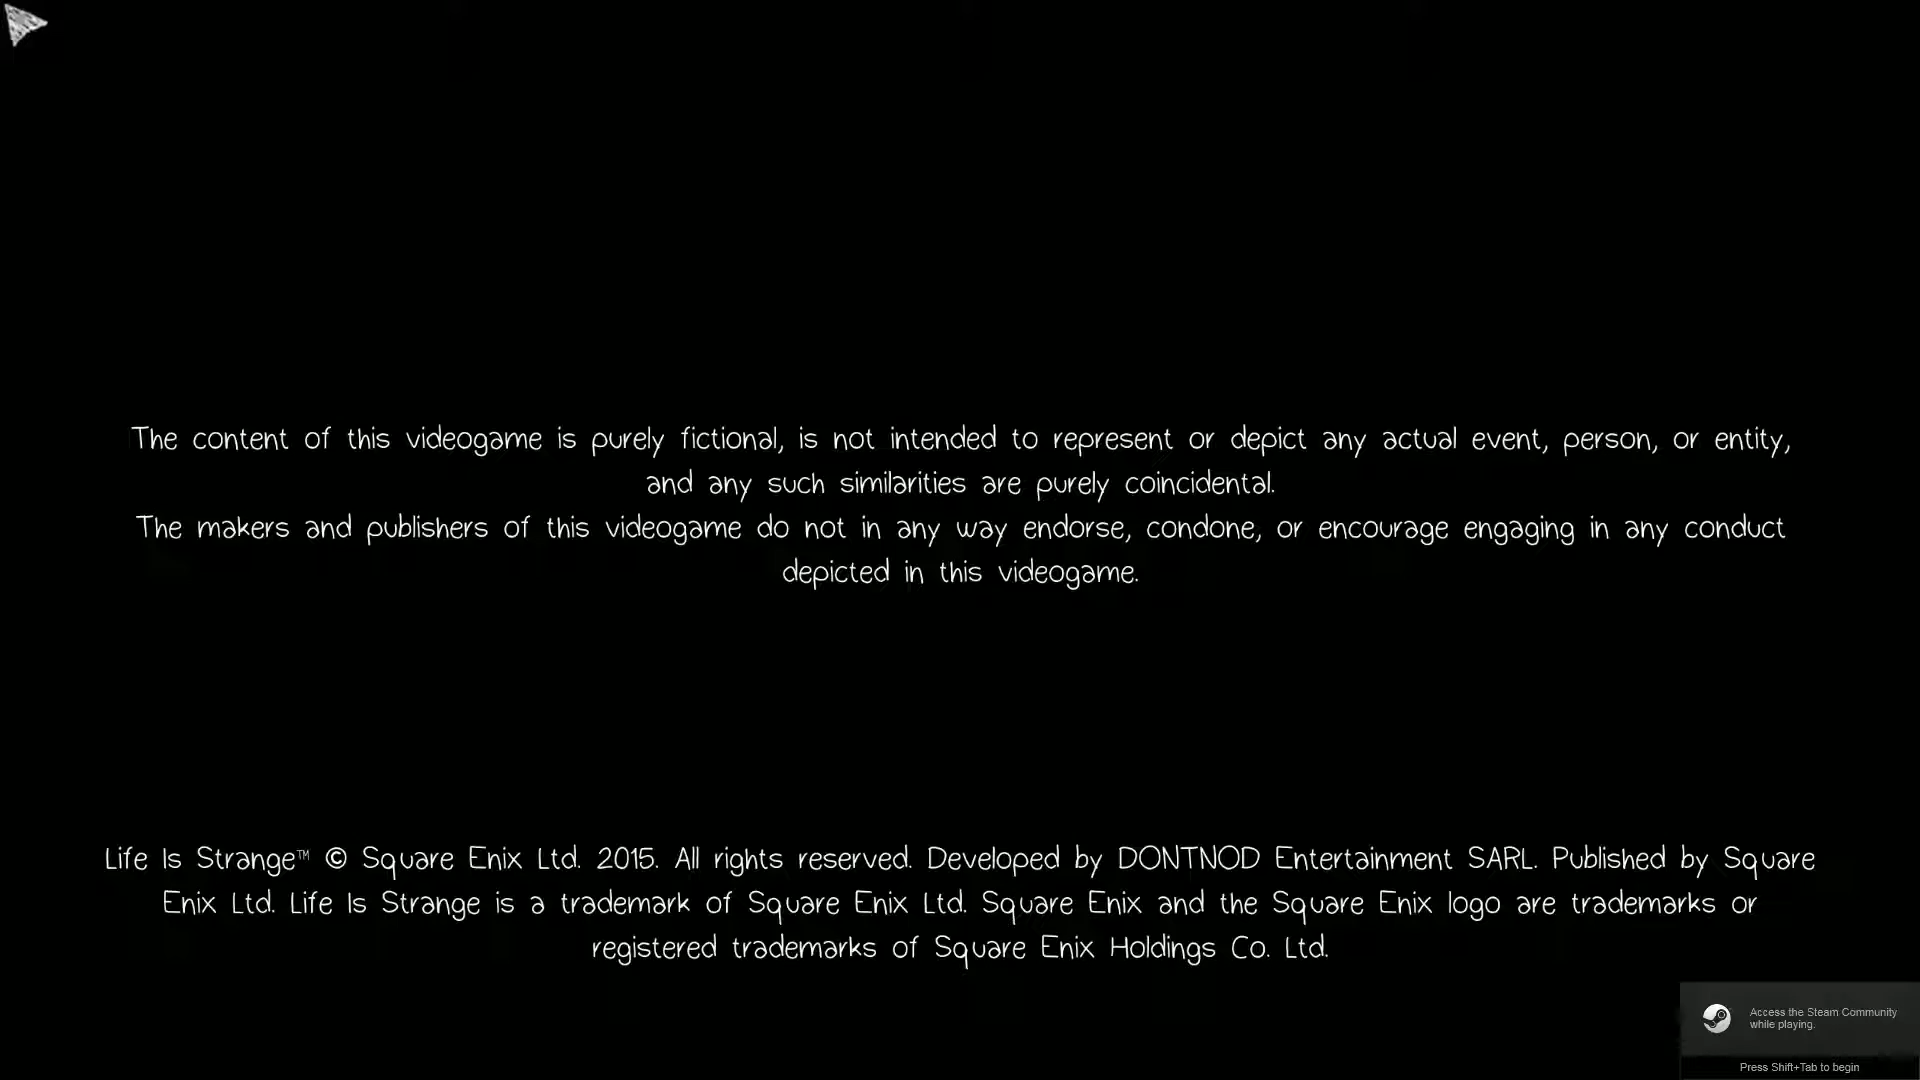 The content of this videogame is purely fictional, is not intended to represent or depict any actual event, person, or entity,
and any such similarities are purely coincidental.
The makers and publishers of this videogame do not in any way endorse, condone, or encourage engaging in any conduct
depicted in this videogame.
Life Is Strange™ © Square Enix Ltd. 2015. All rights reserved. Developed by DONTNOD Entertainment SARL. Published by Square
Enix Ltd. Life Is Strange is a trademark of Square Enix Ltd. Square Enix and the Square Enix logo are trademarks or
registered trademarks of Square Enix Holdings Co. Ltd.
Access the Steam Community
while playing.
Press Shift+Tab to begin